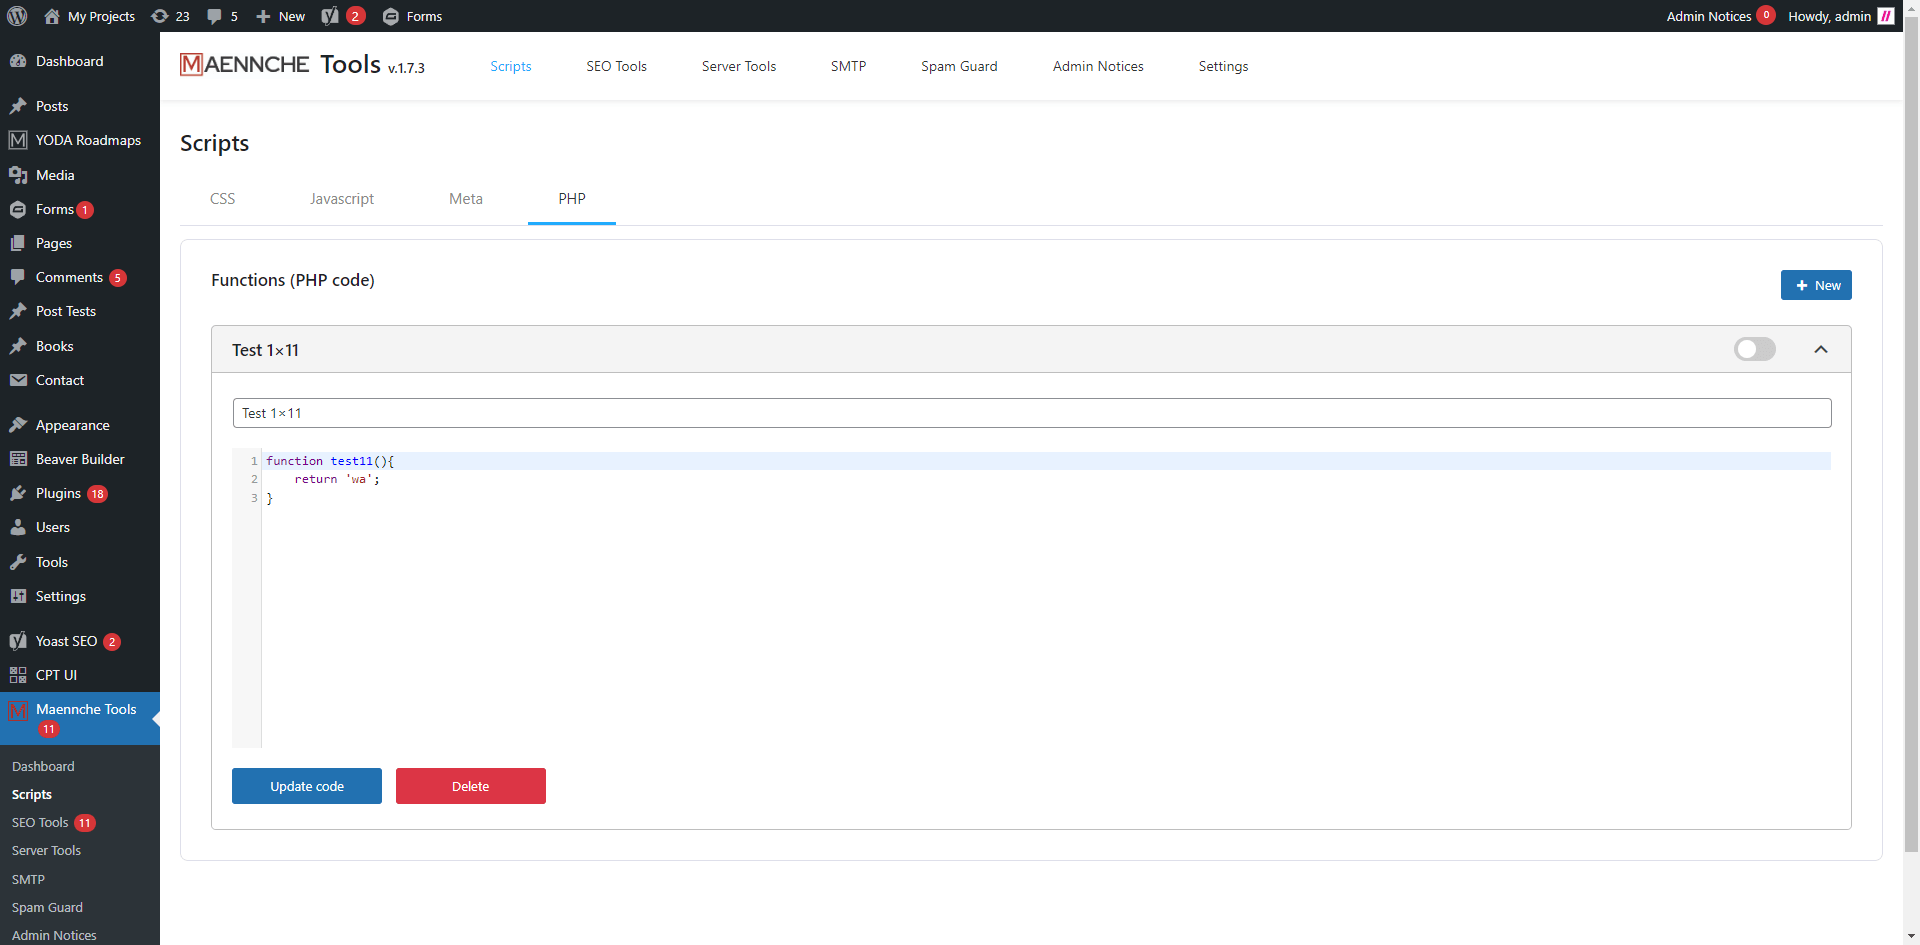 My Projects 23 5 New 2 Forms Admin Notices 0 Howdy, admin
Dashboard
Posts
YODA Roadmaps
Media
Forms 1
Pages
Comments 5
Post Tests
Books
Contact
Appearance
Beaver Builder
Plugins 18
Users
Tools
Settings
Yoast SEO 2
CPT UI
Maennche Tools
11
Dashboard
Scripts
SEO Tools 11
Server Tools
SMTP
Spam Guard
Admin Notices
MAENNCHE Tools v.1.7.3 Scripts SEO Tools Server Tools SMTP Spam Guard Admin Notices Settings
Scripts
CSS Javascript Meta PHP
Functions (PHP code)
New
Test 1×11
Test 1×11
1 function test11(){
2 return 'wa';
3 }
Update code Delete